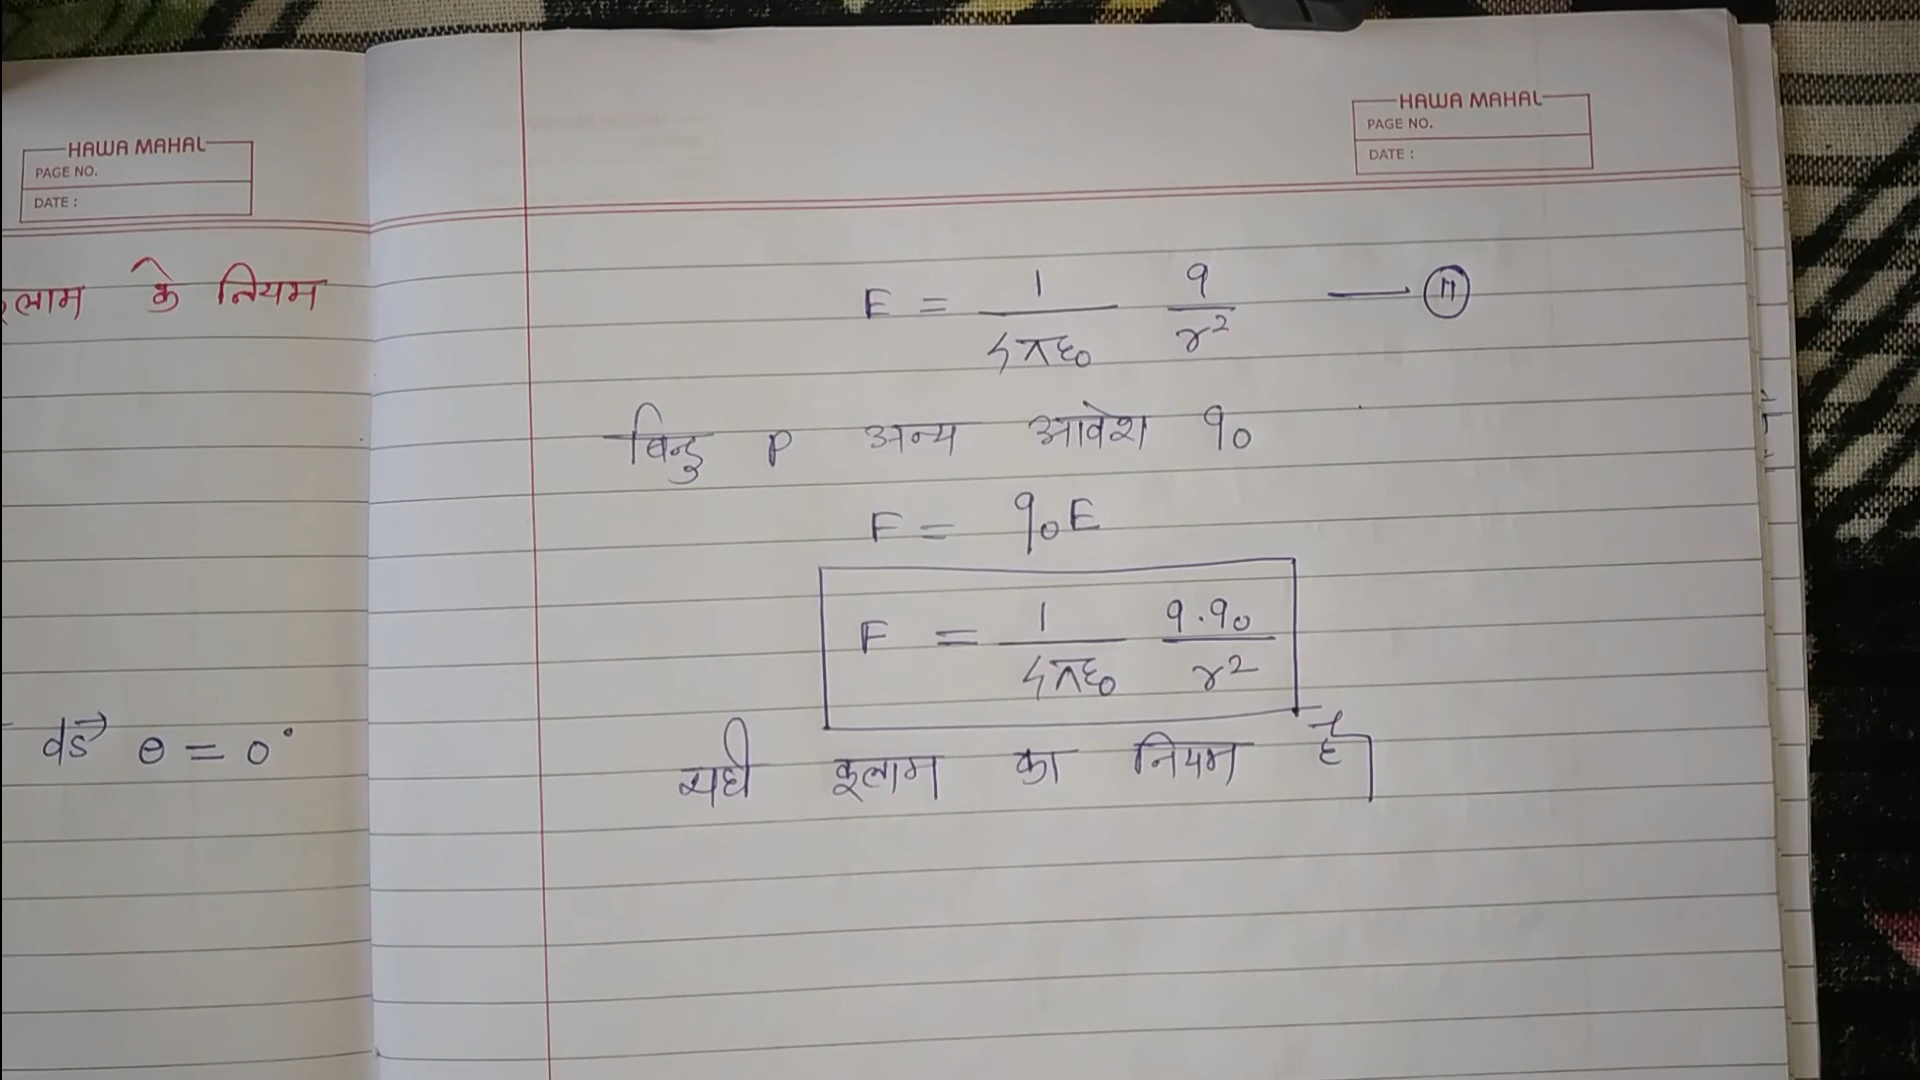 HAWA MAHAL
PAGE NO.
DATE :
के नियम
θ = 0°
HAWA MAHAL
PAGE NO.
DATE :
E = 1/4πε₀ q/r² — (11)
बिन्दु P अन्य आवेश q₀
F = q₀E
F = 1/4πε₀ q.q₀/r²
यही कूलाम का नियम है।